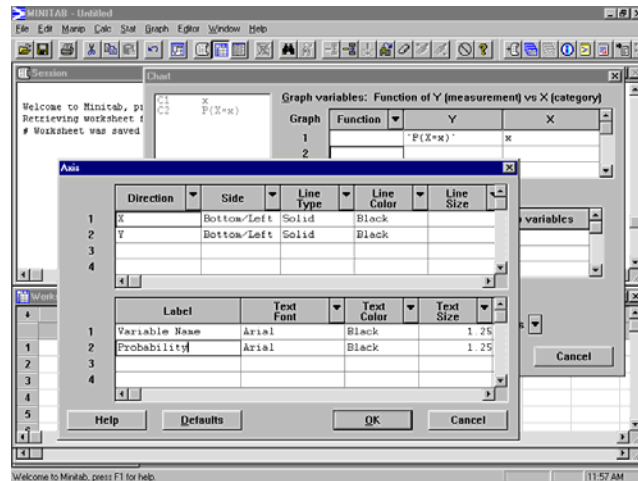 MINITAB - Untitled
File Edit Manip Calc Stat Graph Editor Window Help
Session
Chart
Welcome to Minitab, pr
Retrieving worksheet f
# Worksheet was saved
C1 x
C2 P(X=x)
Graph variables: Function of Y (measurement) vs X (category)
Graph Function Y X
1 'P(X=x)' x
2
Axis
Direction Side Line Type Line Color Line Size
1 X Bottom/Left Solid Black
2 Y Bottom/Left Solid Black
3
4
variables
Label Text Font Text Color Text Size
1 Variable Name Arial Black 1.25
2 Probability Arial Black 1.25
3
4
Help Defaults OK Cancel
Cancel
Works
1
2
3
4
5
Welcome to Minitab, press F1 for help.
11:57 AM